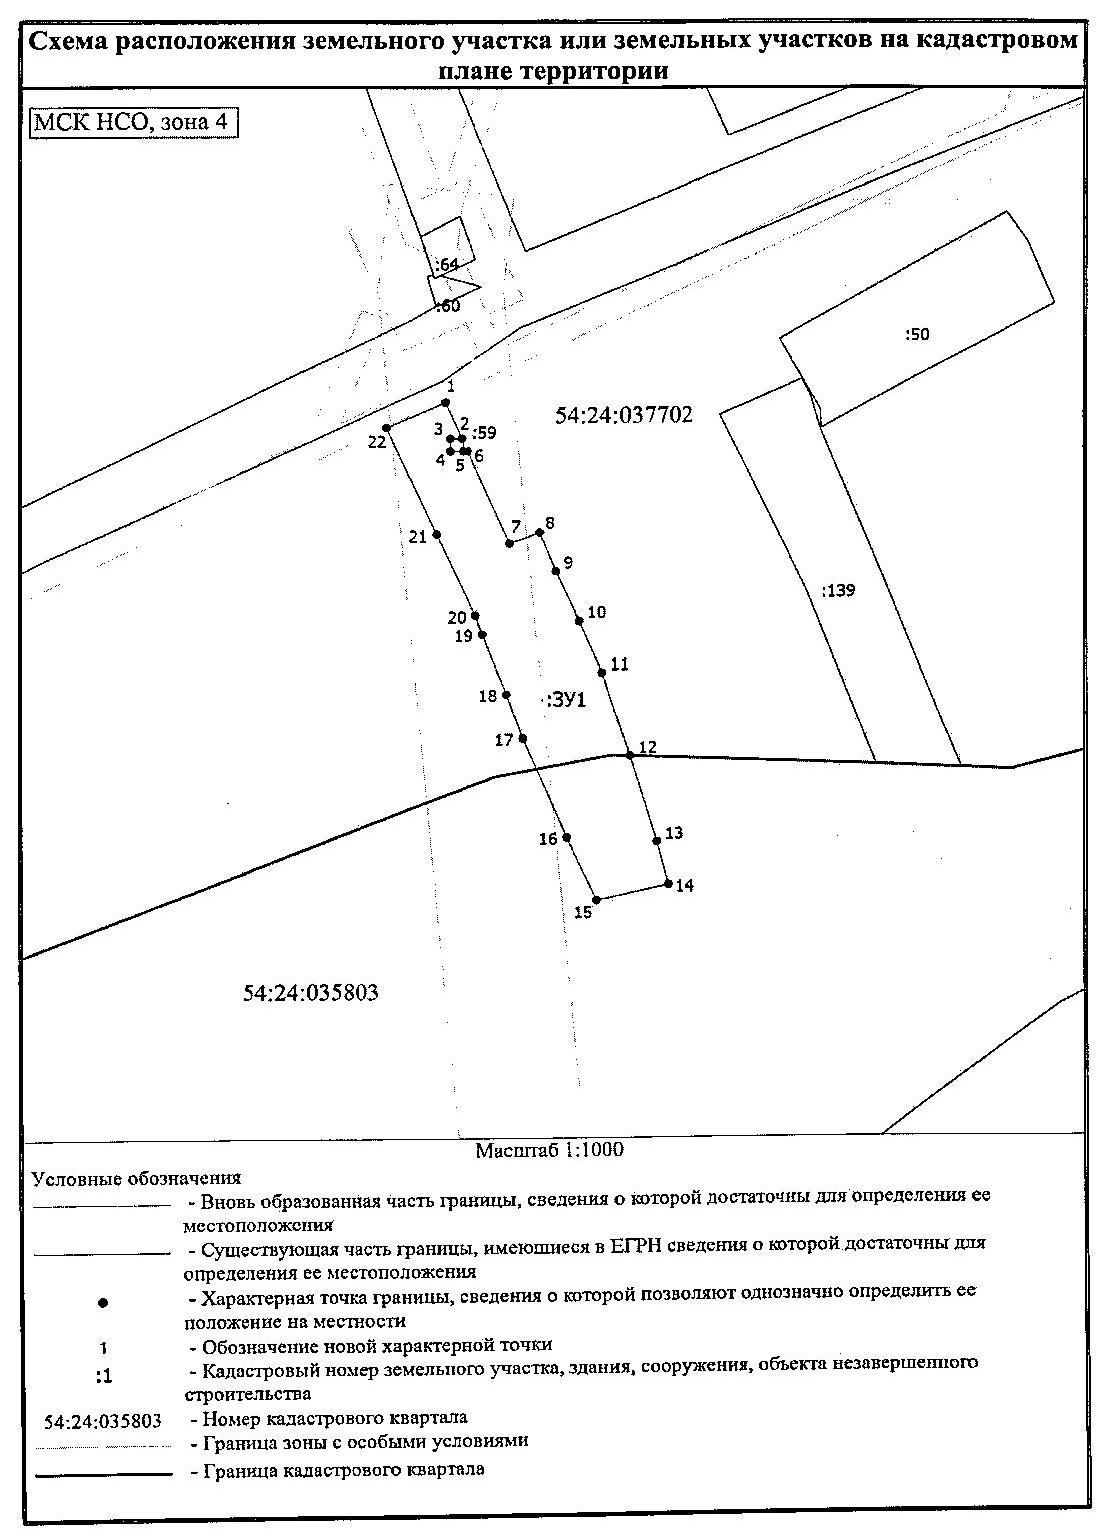 Схема расположения земельного участка или земельных участков на кадастровом
плане территории
МСК НСО, зона 4
:64
:60
:50
1
54:24:037702
22
3
2
:59
4
5
6
7
8
21
9
:139
20
10
19
11
18
:ЗУ1
17
12
16
13
14
15
54:24:035803
Масштаб 1:1000
Условные обозначения
- Вновь образованная часть границы, сведения о которой достаточны для определения ее
местоположения
- Существующая часть границы, имеющиеся в ЕГРН сведения о которой достаточны для
определения ее местоположения
- Характерная точка границы, сведения о которой позволяют однозначно определить ее
положение на местности
1 - Обозначение новой характерной точки
:1 - Кадастровый номер земельного участка, здания, сооружения, объекта незавершенного
строительства
54:24:035803 - Номер кадастрового квартала
- Граница зоны с особыми условиями
- Граница кадастрового квартала